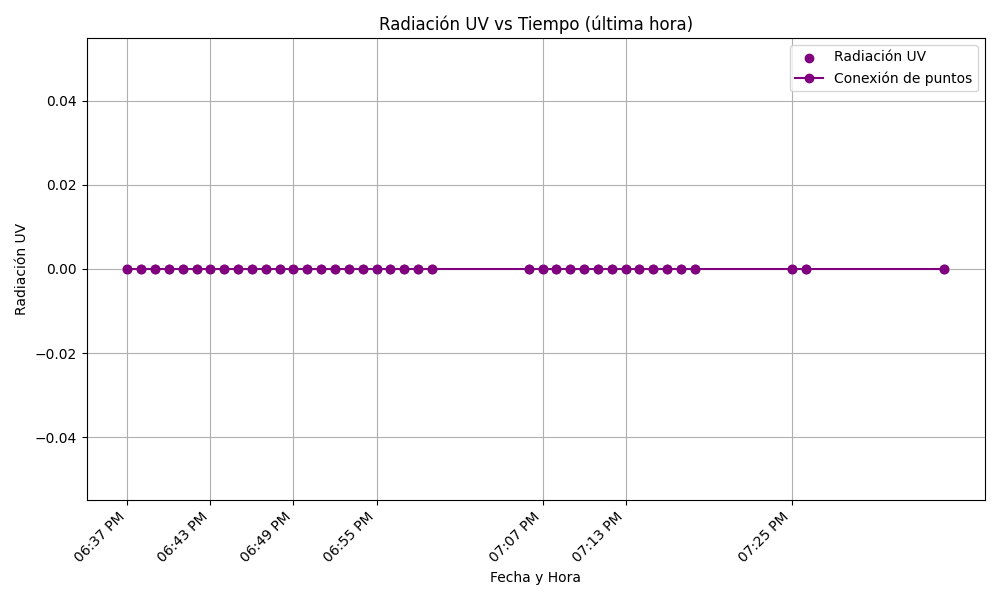 Radiación UV vs Tiempo (última hora)
Radiación UV
Conexión de puntos
0.04
0.02
0.00
−0.02
−0.04
Radiación UV
06:37 PM
06:43 PM
06:49 PM
06:55 PM
07:07 PM
07:13 PM
07:25 PM
Fecha y Hora